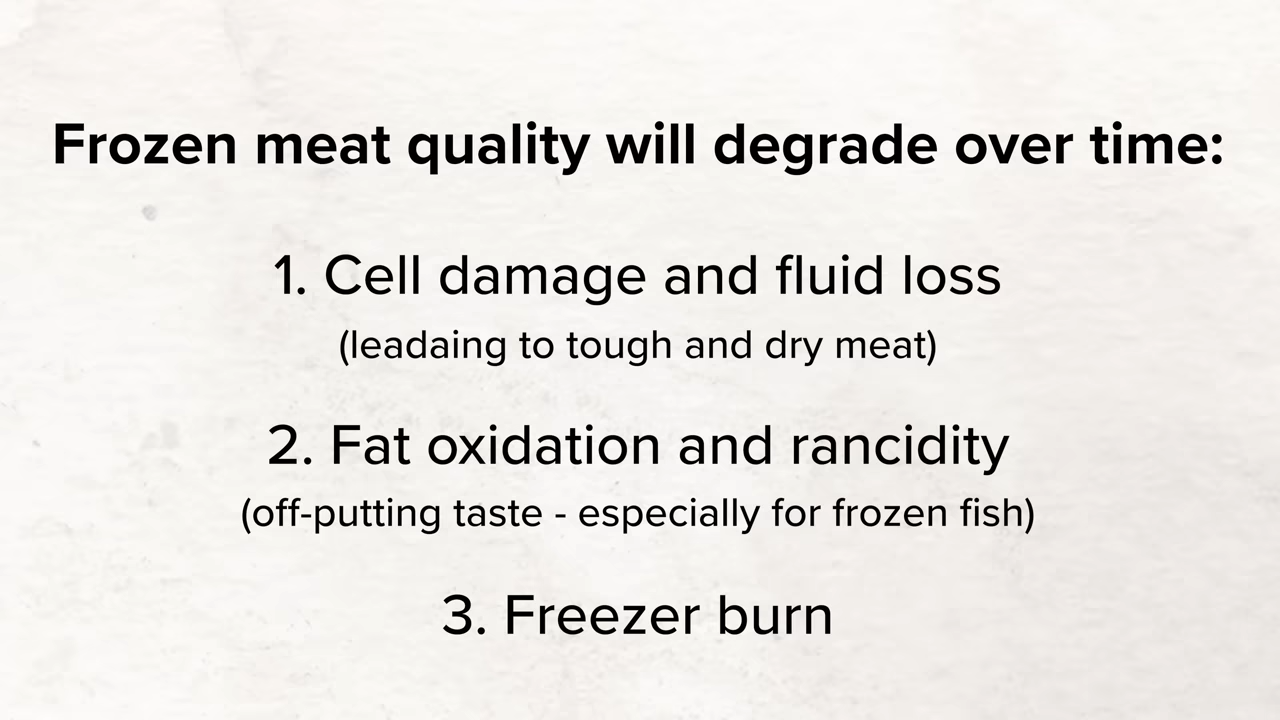 Frozen meat quality will degrade over time:
1. Cell damage and fluid loss
(leadaing to tough and dry meat)
2. Fat oxidation and rancidity
(off-putting taste - especially for frozen fish)
3. Freezer burn